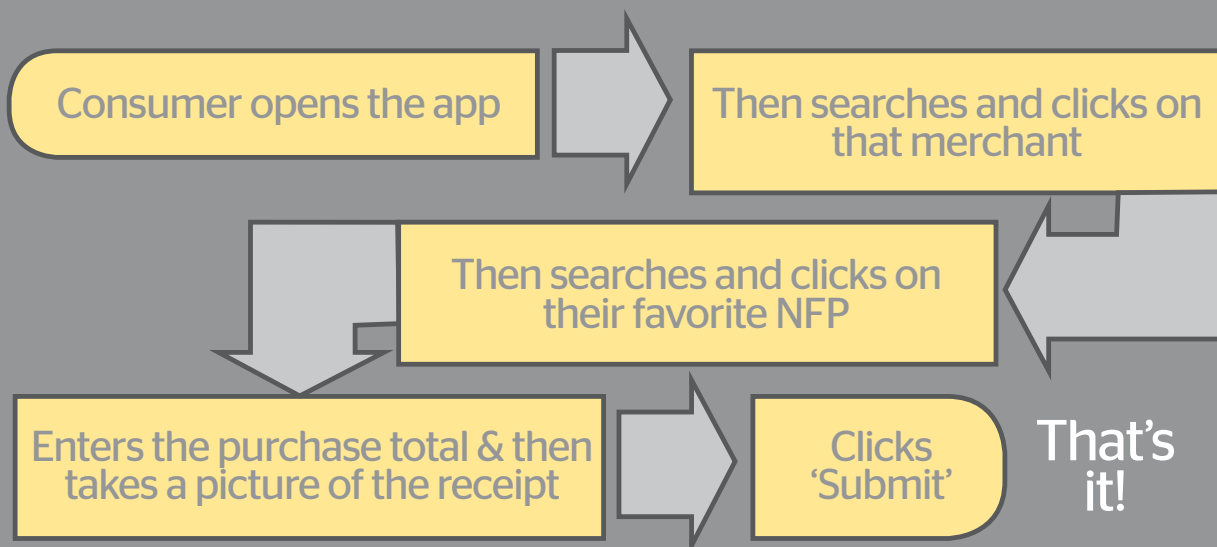 Consumer opens the app
Then searches and clicks on
that merchant
Then searches and clicks on
their favorite NFP
Enters the purchase total & then
takes a picture of the receipt
Clicks
‘Submit’
That’s
it!